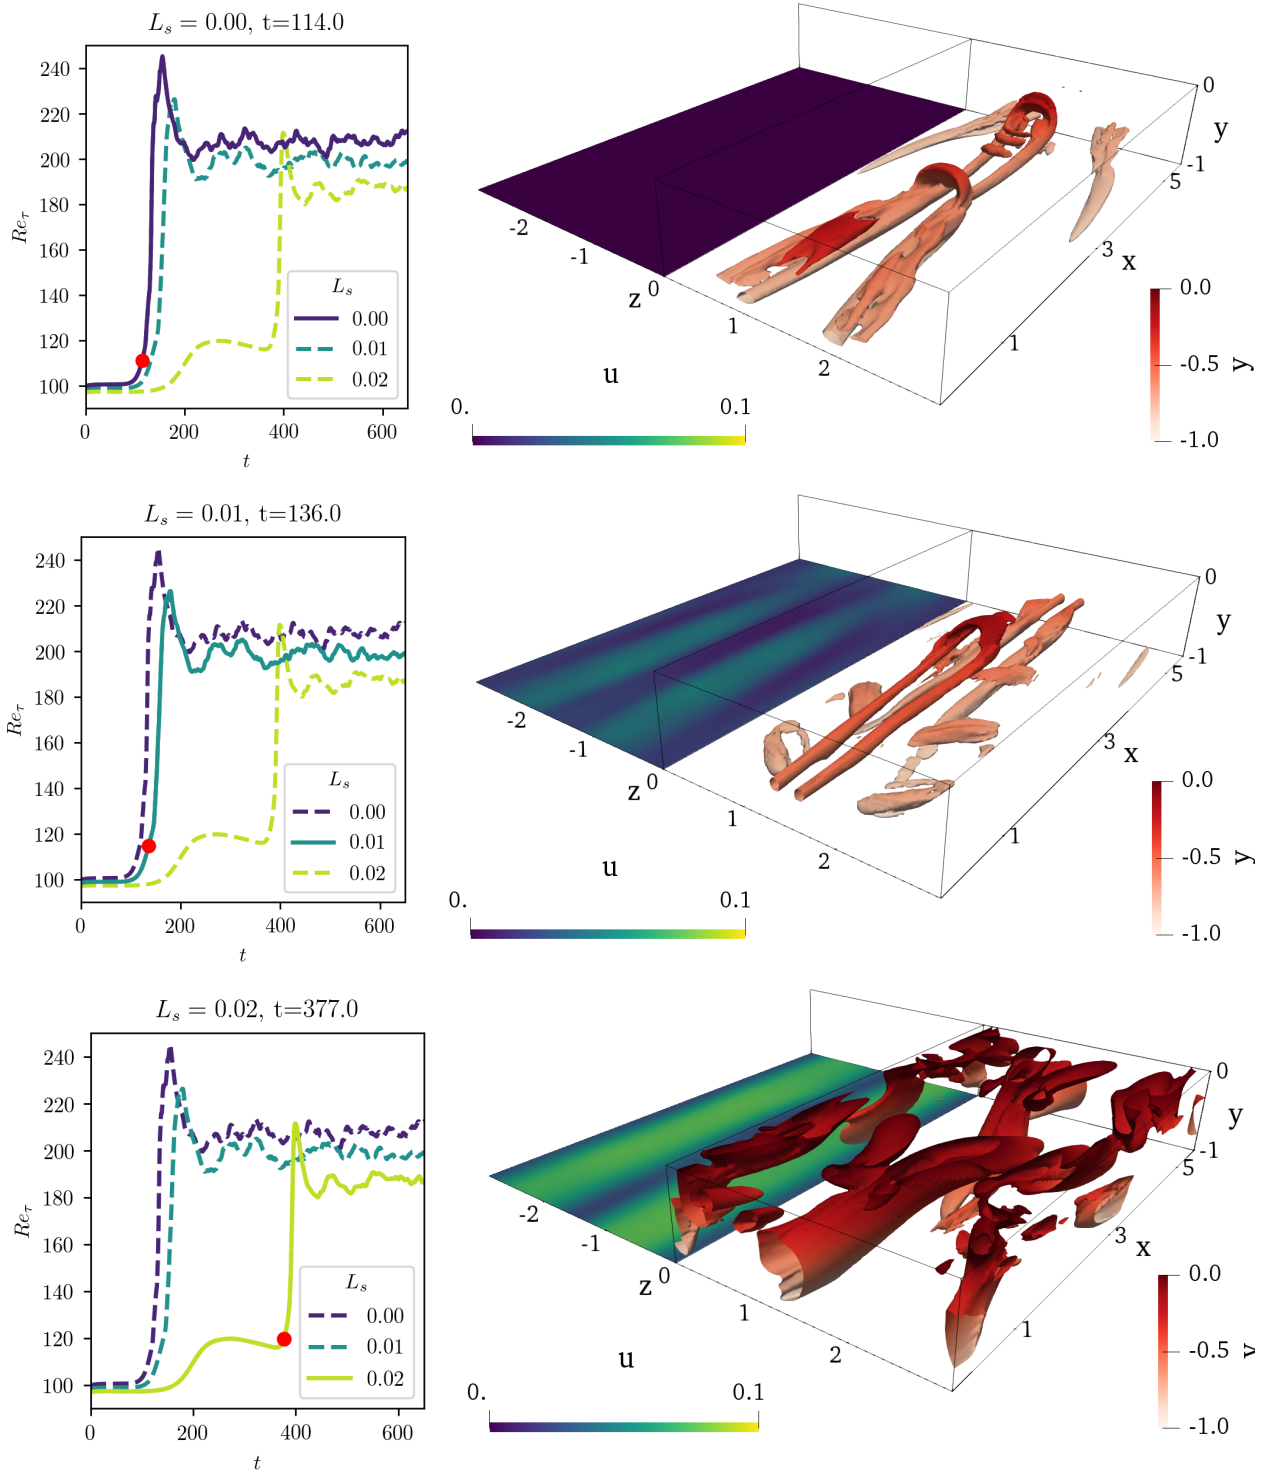 L_s = 0.00, t=114.0
240
220
200
180
160
140
120
100
Re_τ
0 200 400 600
t
L_s
0.00
0.01
0.02
-2
-1
z 0
1
2
0
y
-1
5
3
x
1
u
0. 0.1
0.0
-0.5
-1.0
y
L_s = 0.01, t=136.0
240
220
200
180
160
140
120
100
Re_τ
0 200 400 600
t
L_s
0.00
0.01
0.02
-2
-1
z 0
1
2
0
y
-1
5
3
x
1
u
0. 0.1
0.0
-0.5
-1.0
y
L_s = 0.02, t=377.0
240
220
200
180
160
140
120
100
Re_τ
0 200 400 600
t
L_s
0.00
0.01
0.02
-2
-1
z 0
1
2
0
y
-1
5
3
x
1
u
0. 0.1
0.0
-0.5
-1.0
y